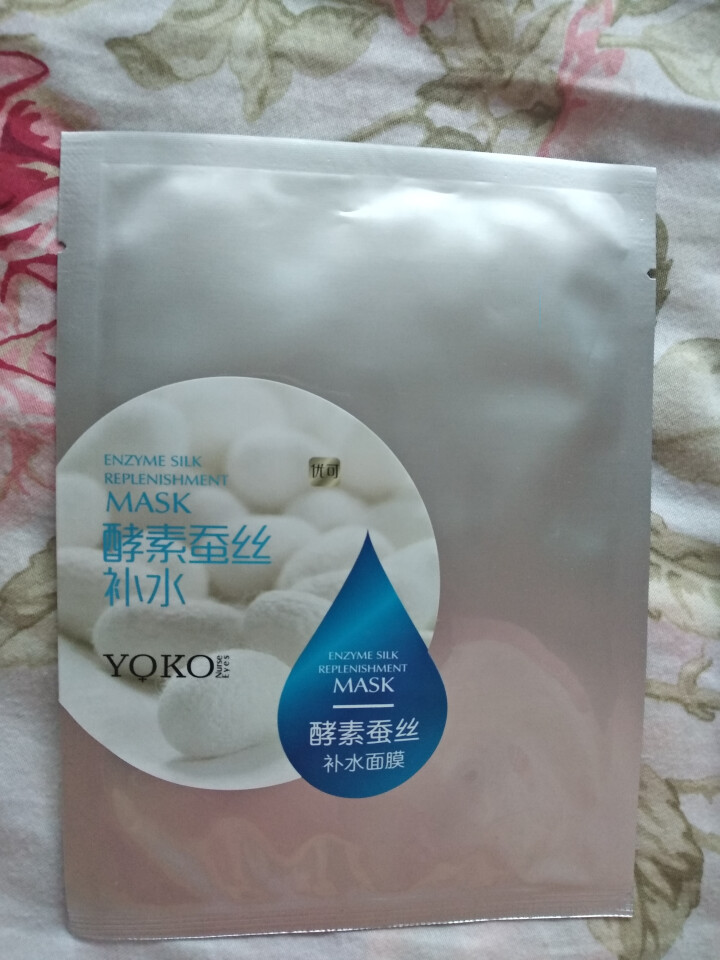 优可
ENZYME SILK
REPLENISHMENT
MASK
酵素蚕丝
补水
YOKO
Nurse
Eyes
ENZYME SILK
REPLENISHMENT
MASK
酵素蚕丝
补水面膜